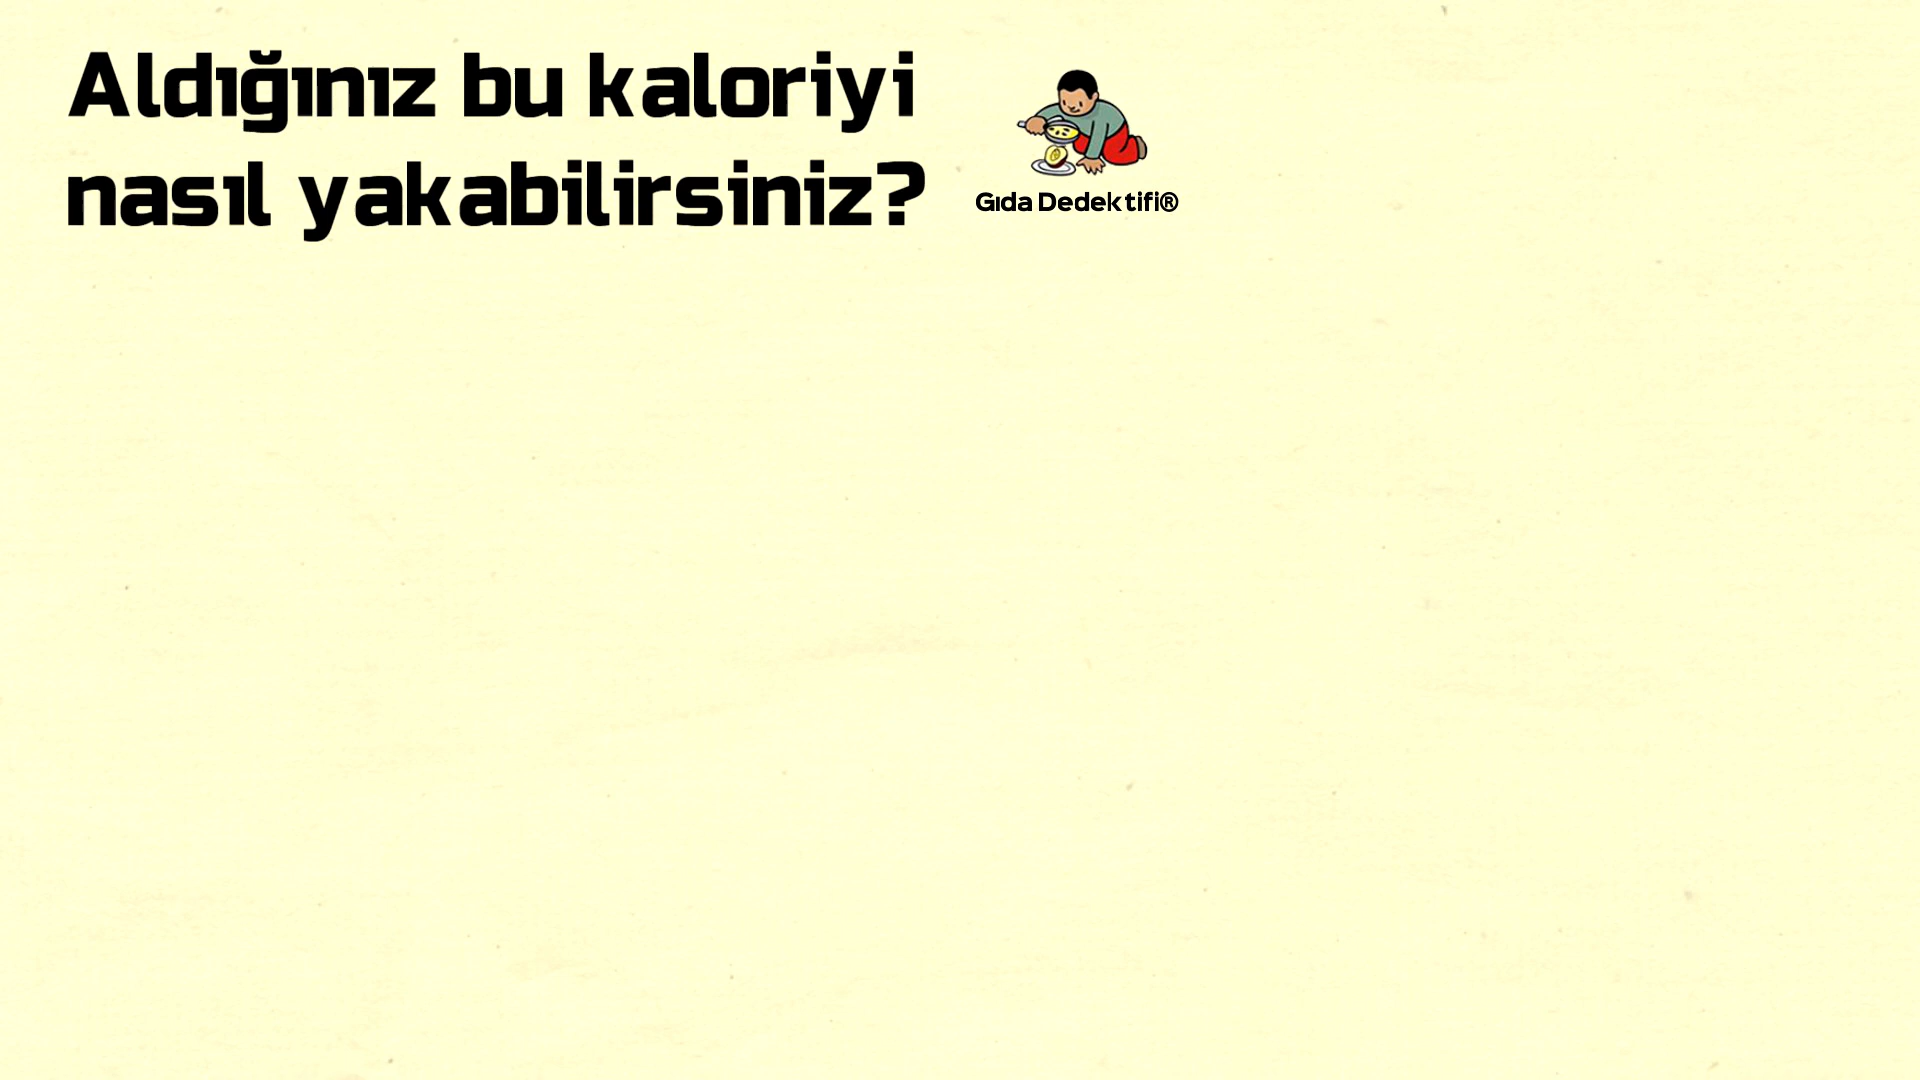 Aldığınız bu kaloriyi
nasıl yakabilirsiniz?
Gıda Dedektifi®